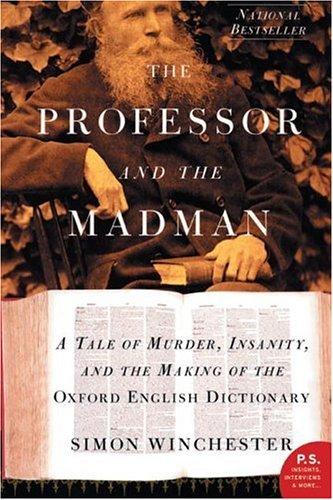 NATIONAL
BESTSELLER
THE
PROFESSOR
AND THE
MADMAN
A TALE OF MURDER, INSANITY,
AND THE MAKING OF THE
OXFORD ENGLISH DICTIONARY
SIMON WINCHESTER
P.S.
INSIGHTS,
INTERVIEWS
& MORE...